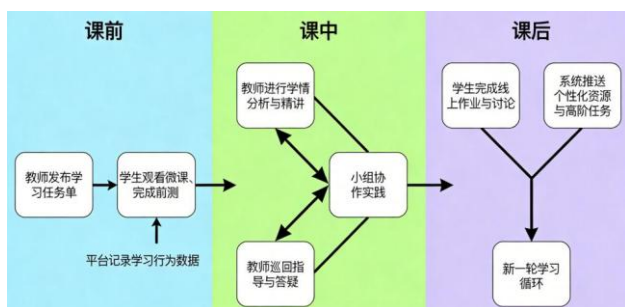 课前
教师发布学
习任务单
学生观看微课、
完成前测
平台记录学习行为数据
课中
教师进行学情
分析与精讲
小组协
作实践
教师巡回指
导与答疑
课后
学生完成线
上作业与讨论
系统推送
个性化资源
与高阶任务
新一轮学习
循环